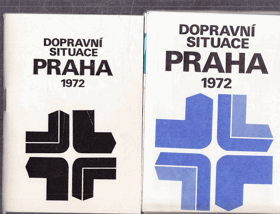 DOPRAVNÍ
SITUACE
PRAHA
1972
DOPRAVNÍ
SITUACE
PRAHA
1972